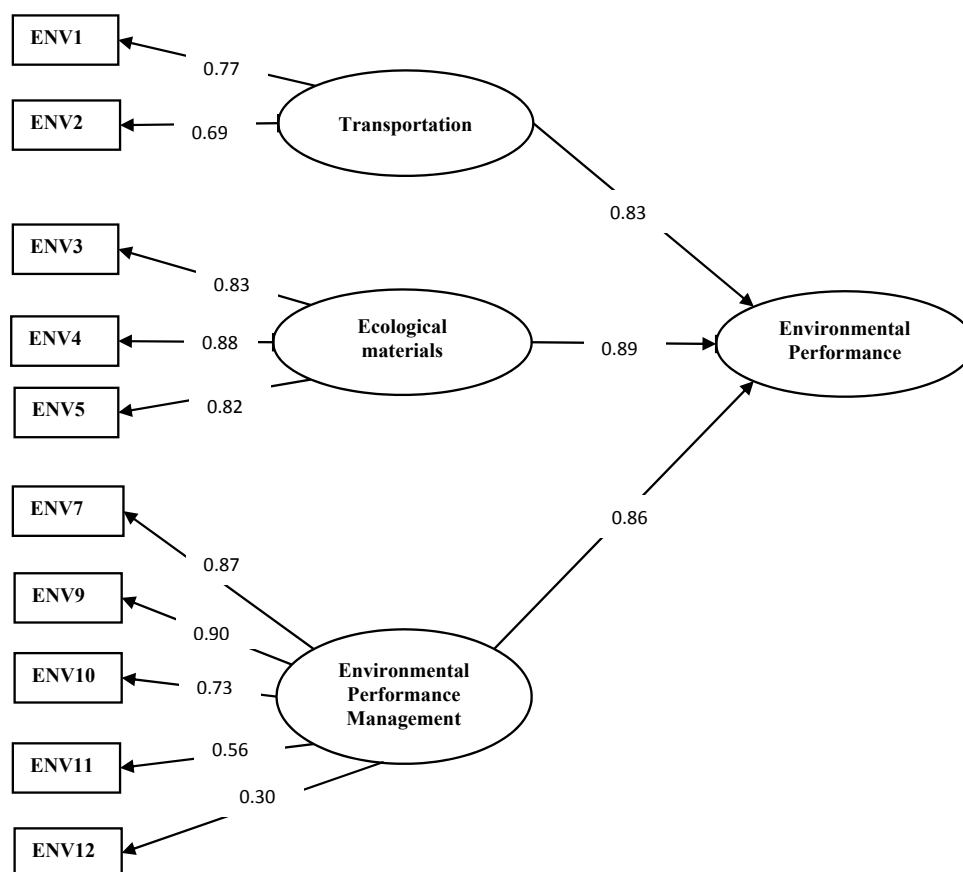 ENV1
0.77
ENV2
0.69
Transportation
0.83
ENV3
0.83
ENV4
0.88
ENV5
0.82
Ecological
materials
0.89
Environmental
Performance
ENV7
0.87
ENV9
0.90
ENV10
0.73
ENV11
0.56
ENV12
0.30
Environmental
Performance
Management
0.86